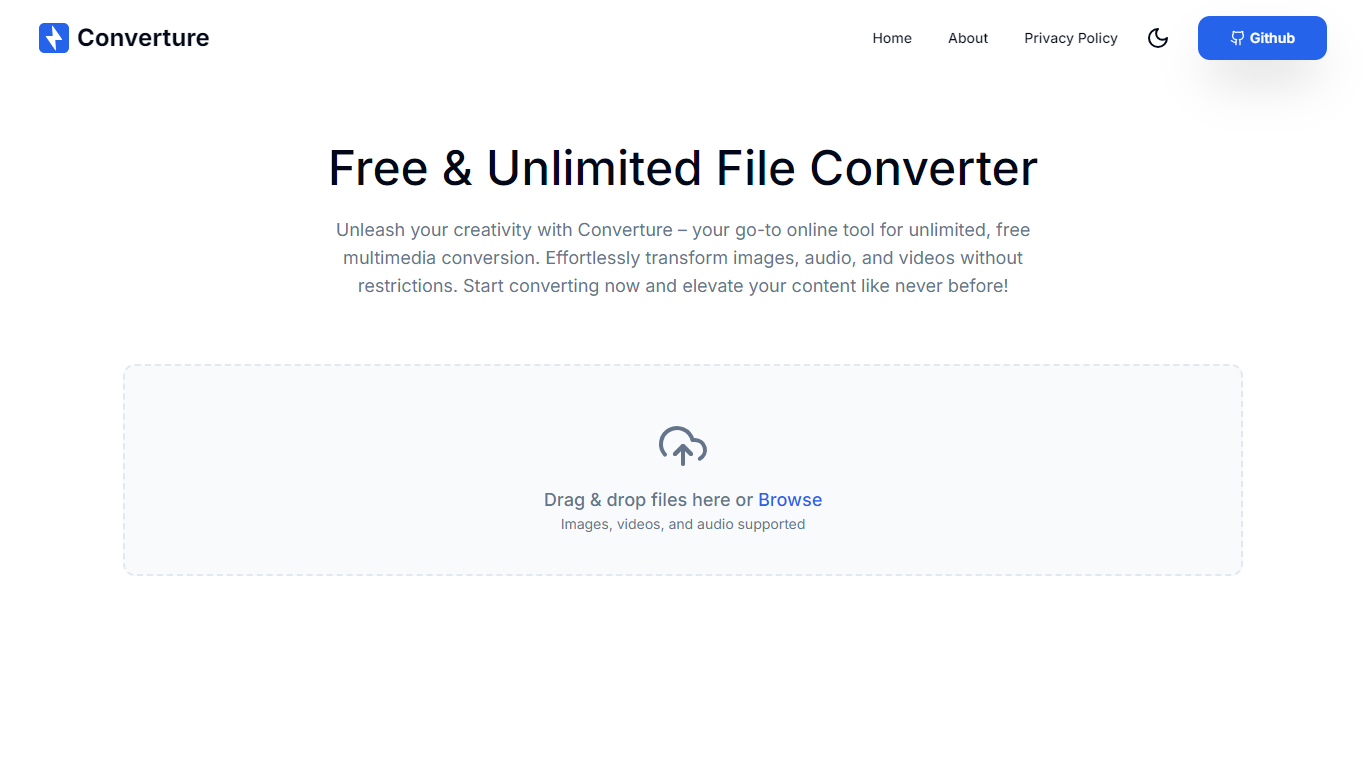 Converture
Home
About
Privacy Policy
Github
Free & Unlimited File Converter
Unleash your creativity with Converture – your go-to online tool for unlimited, free
multimedia conversion. Effortlessly transform images, audio, and videos without
restrictions. Start converting now and elevate your content like never before!
Drag & drop files here or Browse
Images, videos, and audio supported